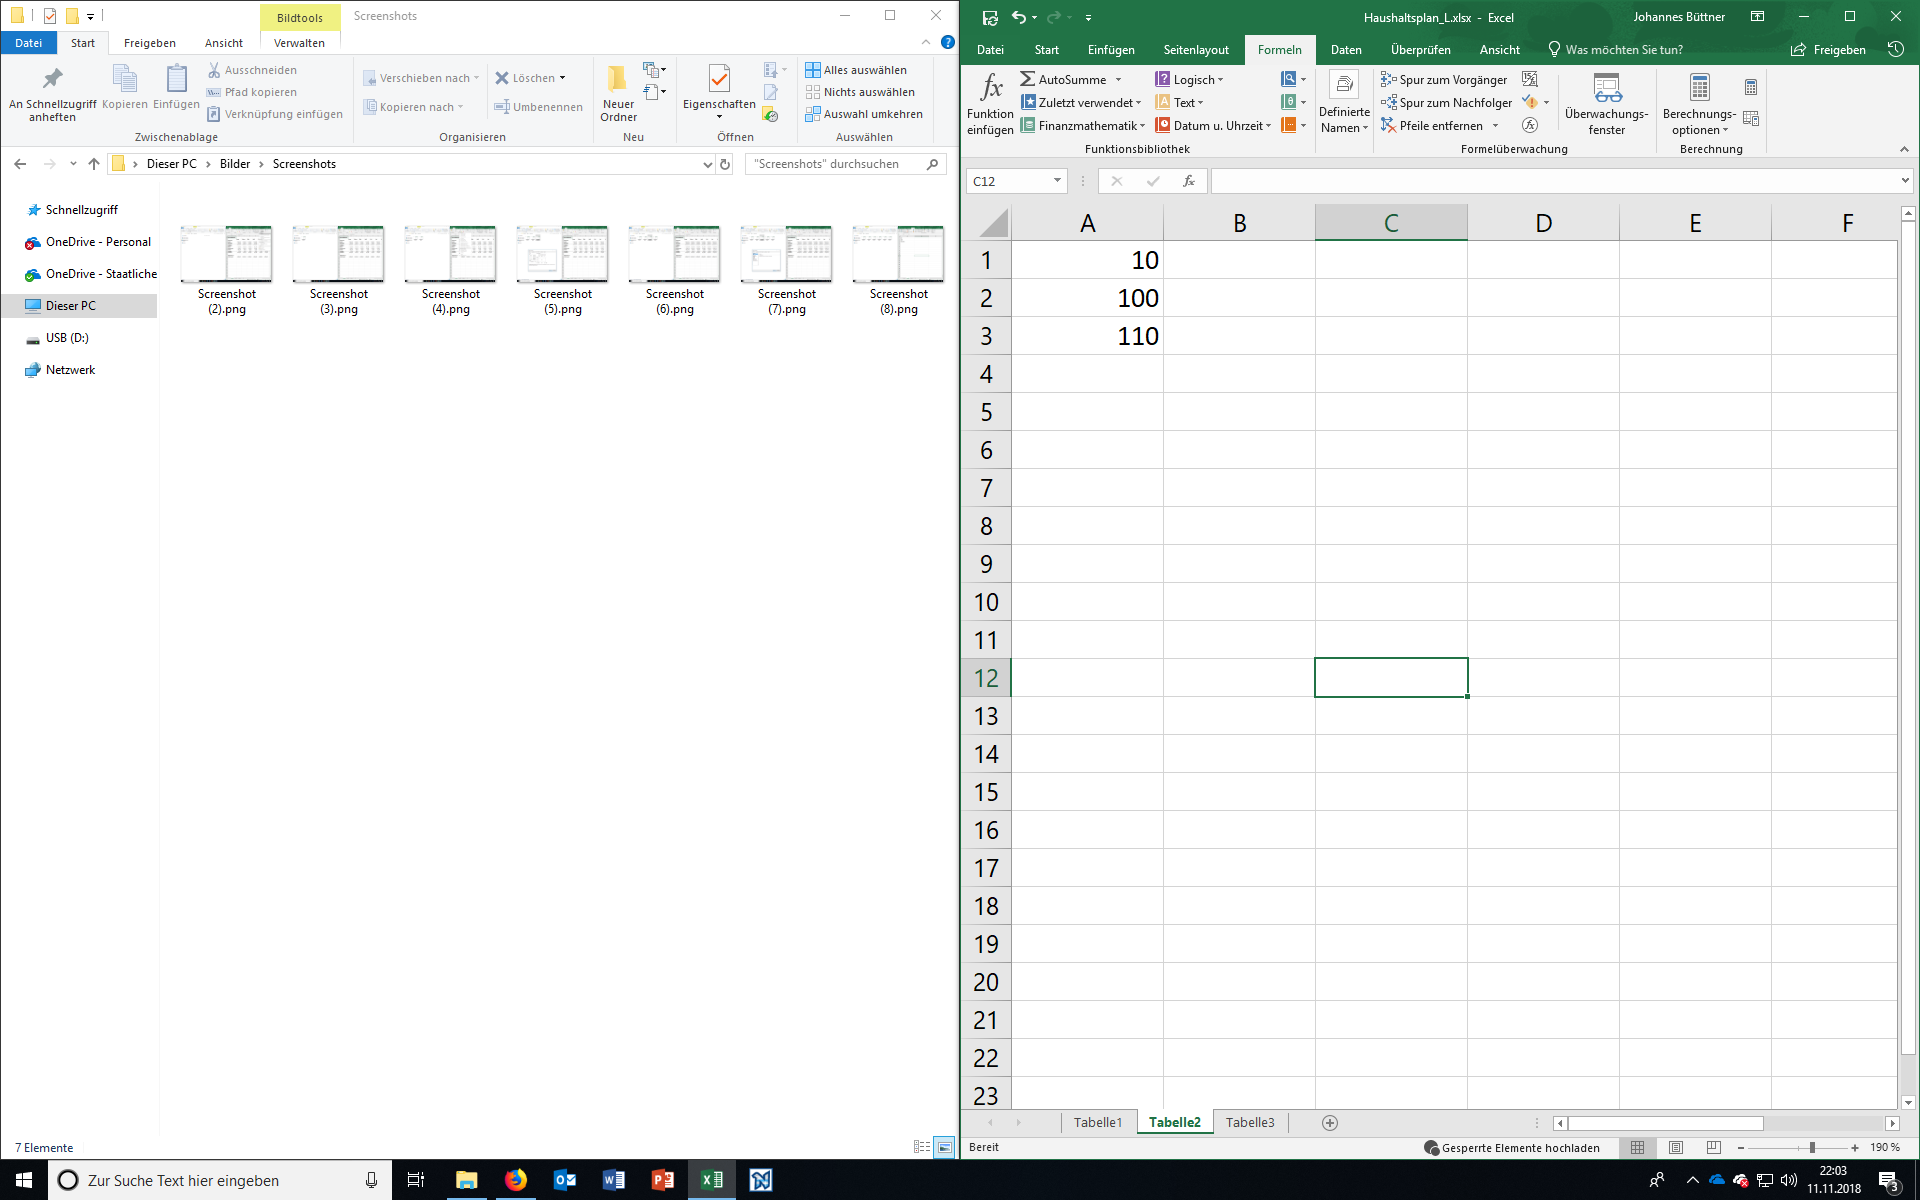 Bildtools
Screenshots
Datei
Start
Freigeben
Ansicht
Verwalten
An Schnellzugriff
anheften
Kopieren
Einfügen
Ausschneiden
Pfad kopieren
Verknüpfung einfügen
Zwischenablage
Verschieben nach
Kopieren nach
Löschen
Umbenennen
Organisieren
Neuer
Ordner
Neu
Eigenschaften
Öffnen
Alles auswählen
Nichts auswählen
Auswahl umkehren
Auswählen
Dieser PC
Bilder
Screenshots
"Screenshots" durchsuchen
Schnellzugriff
OneDrive - Personal
OneDrive - Staatliche
Dieser PC
USB (D:)
Netzwerk
Screenshot
(2).png
Screenshot
(3).png
Screenshot
(4).png
Screenshot
(5).png
Screenshot
(6).png
Screenshot
(7).png
Screenshot
(8).png
7 Elemente
Haushaltsplan_L.xlsx - Excel
Johannes Büttner
Datei
Start
Einfügen
Seitenlayout
Formeln
Daten
Überprüfen
Ansicht
Was möchten Sie tun?
Freigeben
Funktion
einfügen
AutoSumme
Zuletzt verwendet
Finanzmathematik
Logisch
Text
Datum u. Uhrzeit
Funktionsbibliothek
Definierte
Namen
Spur zum Vorgänger
Spur zum Nachfolger
Pfeile entfernen
Formelüberwachung
Überwachungs-
fenster
Berechnungs-
optionen
Berechnung
C12
fx
A B C D E F
1 10
2 100
3 110
4
5
6
7
8
9
10
11
12
13
14
15
16
17
18
19
20
21
22
23
Tabelle1
Tabelle2
Tabelle3
Bereit
Gesperrte Elemente hochladen
190 %
Zur Suche Text hier eingeben
22:03
11.11.2018
3